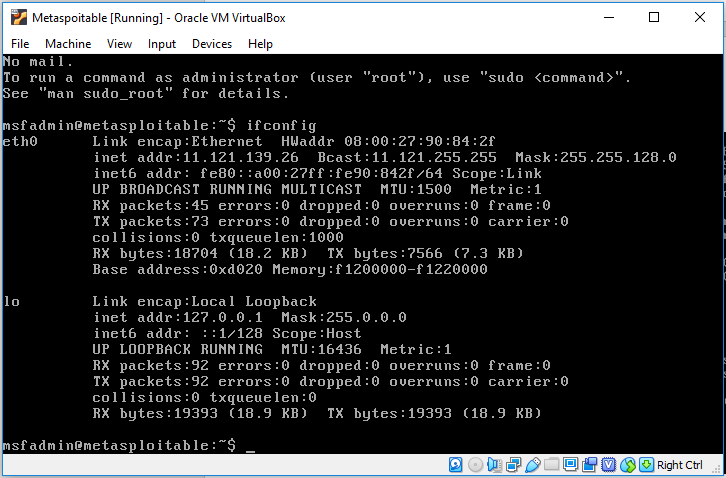 Metaspoitable [Running] - Oracle VM VirtualBox
File Machine View Input Devices Help
No mail.
To run a command as administrator (user "root"), use "sudo <command>".
See "man sudo_root" for details.

msfadmin@metasploitable:~$ ifconfig
eth0      Link encap:Ethernet  HWaddr 08:00:27:90:84:2f
          inet addr:11.121.139.26  Bcast:11.121.255.255  Mask:255.255.128.0
          inet6 addr: fe80::a00:27ff:fe90:842f/64 Scope:Link
          UP BROADCAST RUNNING MULTICAST  MTU:1500  Metric:1
          RX packets:45 errors:0 dropped:0 overruns:0 frame:0
          TX packets:73 errors:0 dropped:0 overruns:0 carrier:0
          collisions:0 txqueuelen:1000
          RX bytes:18704 (18.2 KB)  TX bytes:7566 (7.3 KB)
          Base address:0xd020 Memory:f1200000-f1220000

lo        Link encap:Local Loopback
          inet addr:127.0.0.1  Mask:255.0.0.0
          inet6 addr: ::1/128 Scope:Host
          UP LOOPBACK RUNNING  MTU:16436  Metric:1
          RX packets:92 errors:0 dropped:0 overruns:0 frame:0
          TX packets:92 errors:0 dropped:0 overruns:0 carrier:0
          collisions:0 txqueuelen:0
          RX bytes:19393 (18.9 KB)  TX bytes:19393 (18.9 KB)

msfadmin@metasploitable:~$ _
Right Ctrl